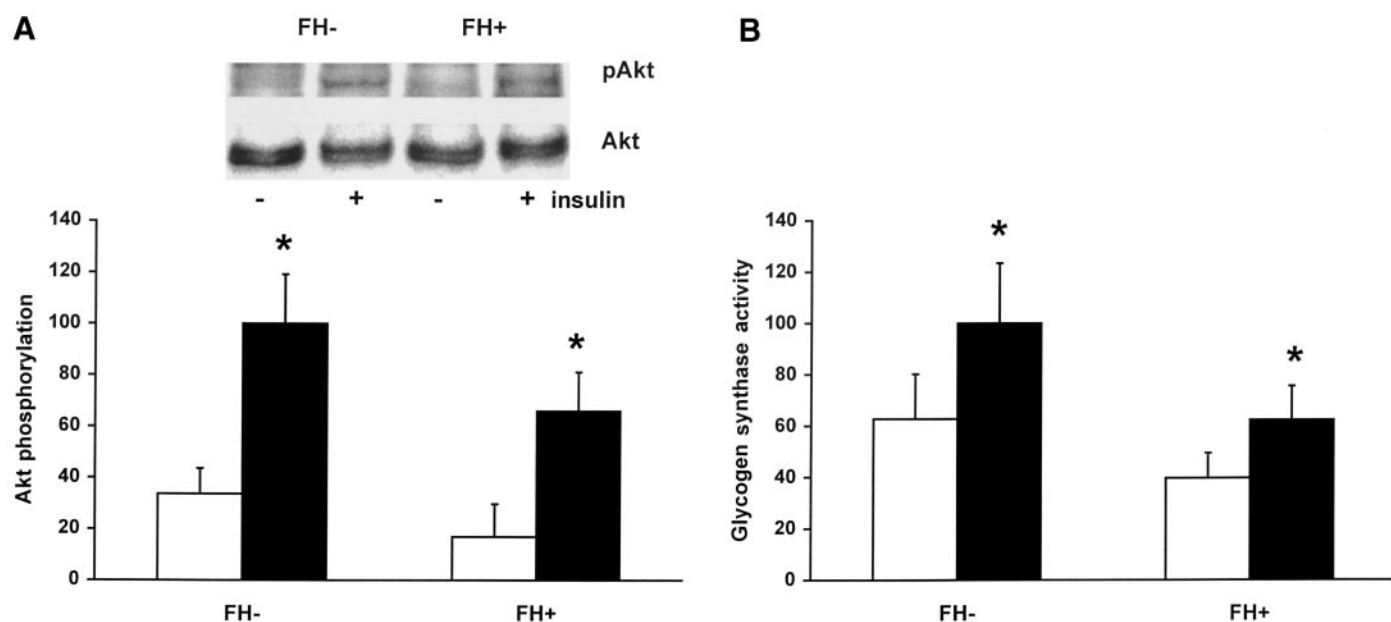 A
FH- FH+
pAkt
Akt
- + - + insulin
Akt phosphorylation
140
120
100
80
60
40
20
0
* *
FH- FH+
B
Glycogen synthase activity
140
120
100
80
60
40
20
0
* *
FH- FH+